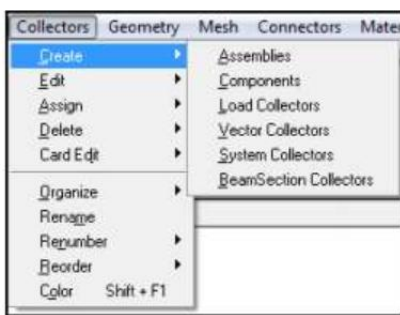 Collectors Geometry Mesh Connectors Mater
Create
Edit
Assign
Delete
Card Edit
Organize
Rename
Renumber
Reorder
Color Shift + F1
Assemblies
Components
Load Collectors
Vector Collectors
System Collectors
BeamSection Collectors